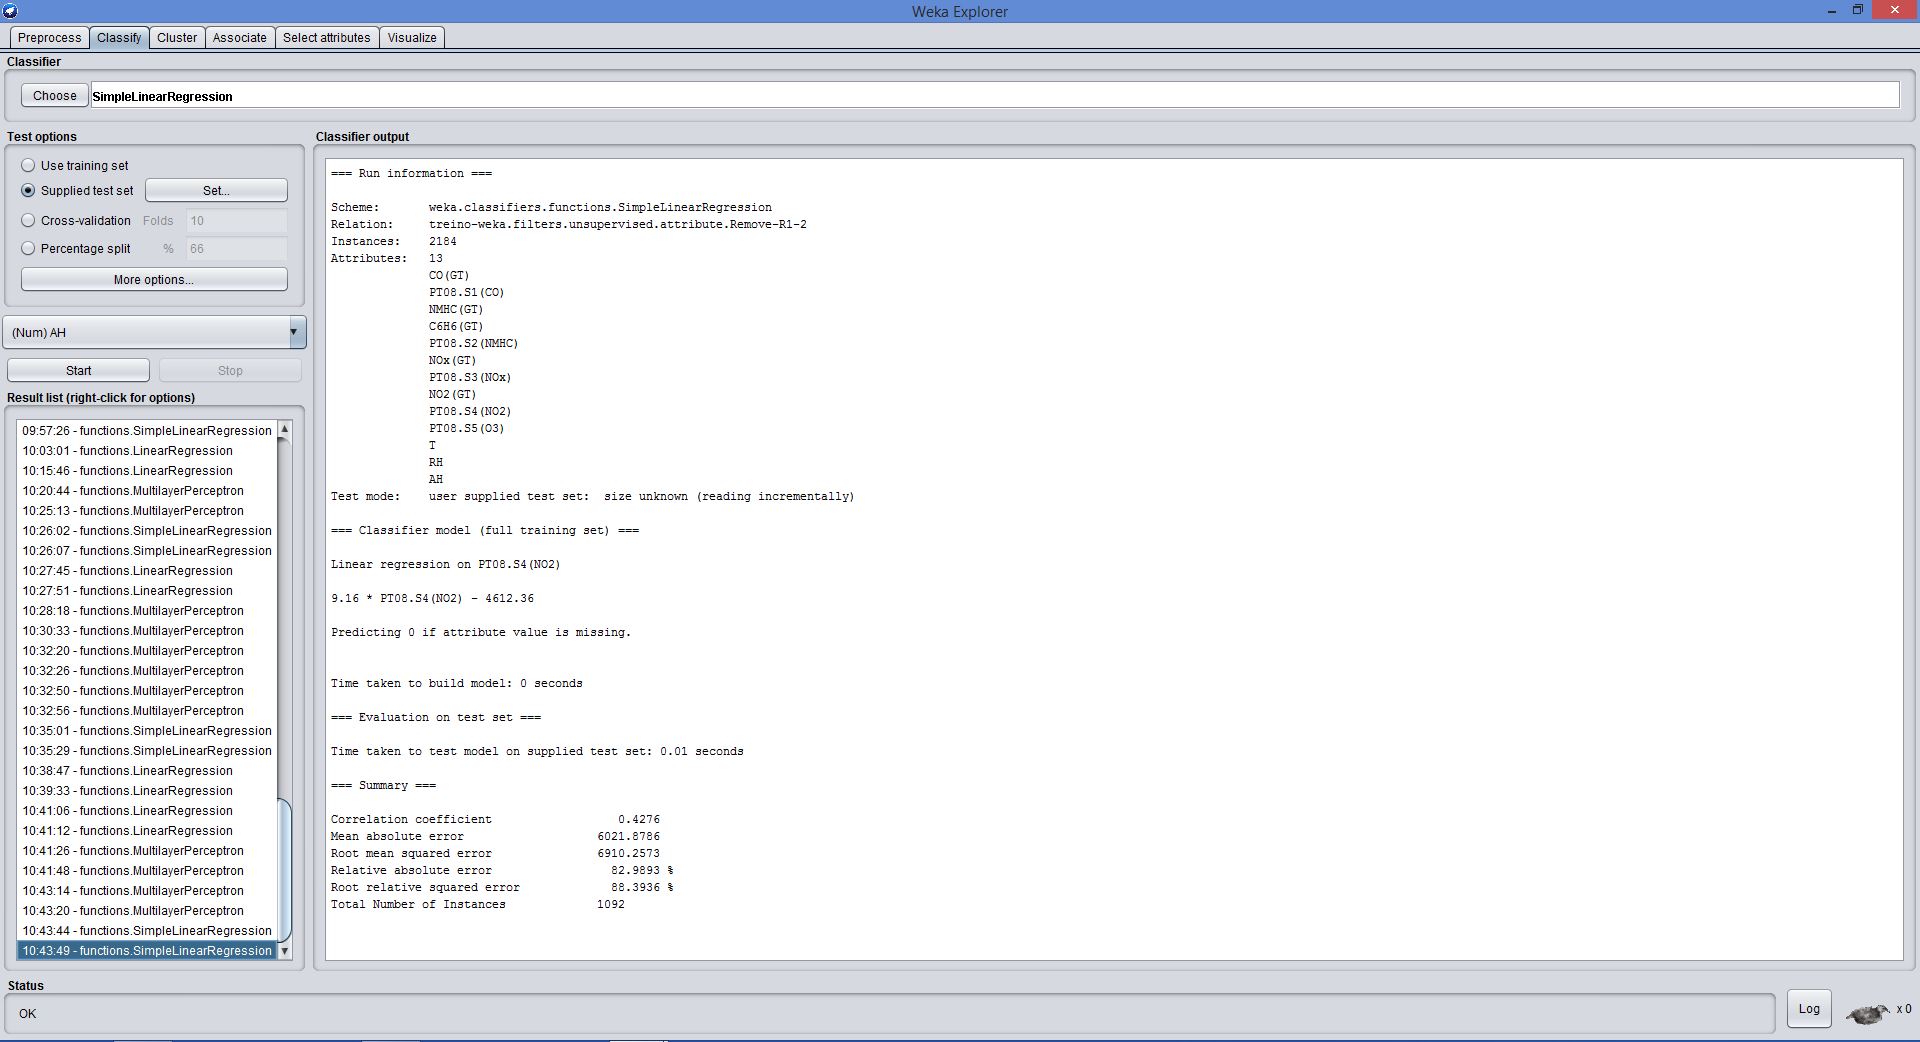 Weka Explorer
Preprocess Classify Cluster Associate Select attributes Visualize
Classifier
Choose SimpleLinearRegression
Test options
Use training set
Supplied test set Set...
Cross-validation Folds 10
Percentage split % 66
More options...
(Num) AH
Start Stop
Result list (right-click for options)
09:57:26 - functions.SimpleLinearRegression
10:03:01 - functions.LinearRegression
10:15:46 - functions.LinearRegression
10:20:44 - functions.MultilayerPerceptron
10:25:13 - functions.MultilayerPerceptron
10:26:02 - functions.SimpleLinearRegression
10:26:07 - functions.SimpleLinearRegression
10:27:45 - functions.LinearRegression
10:27:51 - functions.LinearRegression
10:28:18 - functions.MultilayerPerceptron
10:30:33 - functions.MultilayerPerceptron
10:32:20 - functions.MultilayerPerceptron
10:32:26 - functions.MultilayerPerceptron
10:32:50 - functions.MultilayerPerceptron
10:32:56 - functions.MultilayerPerceptron
10:35:01 - functions.SimpleLinearRegression
10:35:29 - functions.SimpleLinearRegression
10:38:47 - functions.LinearRegression
10:39:33 - functions.LinearRegression
10:41:06 - functions.LinearRegression
10:41:12 - functions.LinearRegression
10:41:26 - functions.MultilayerPerceptron
10:41:48 - functions.MultilayerPerceptron
10:43:14 - functions.MultilayerPerceptron
10:43:20 - functions.MultilayerPerceptron
10:43:44 - functions.SimpleLinearRegression
10:43:49 - functions.SimpleLinearRegression
Classifier output
=== Run information ===
Scheme: weka.classifiers.functions.SimpleLinearRegression
Relation: treino-weka.filters.unsupervised.attribute.Remove-R1-2
Instances: 2184
Attributes: 13
CO(GT)
PT08.S1(CO)
NMHC(GT)
C6H6(GT)
PT08.S2(NMHC)
NOx(GT)
PT08.S3(NOx)
NO2(GT)
PT08.S4(NO2)
PT08.S5(O3)
T
RH
AH
Test mode: user supplied test set: size unknown (reading incrementally)
=== Classifier model (full training set) ===
Linear regression on PT08.S4(NO2)
9.16 * PT08.S4(NO2) - 4612.36
Predicting 0 if attribute value is missing.
Time taken to build model: 0 seconds
=== Evaluation on test set ===
Time taken to test model on supplied test set: 0.01 seconds
=== Summary ===
Correlation coefficient 0.4276
Mean absolute error 6021.8786
Root mean squared error 6910.2573
Relative absolute error 82.9893 %
Root relative squared error 88.3936 %
Total Number of Instances 1092
Status
OK
Log x 0